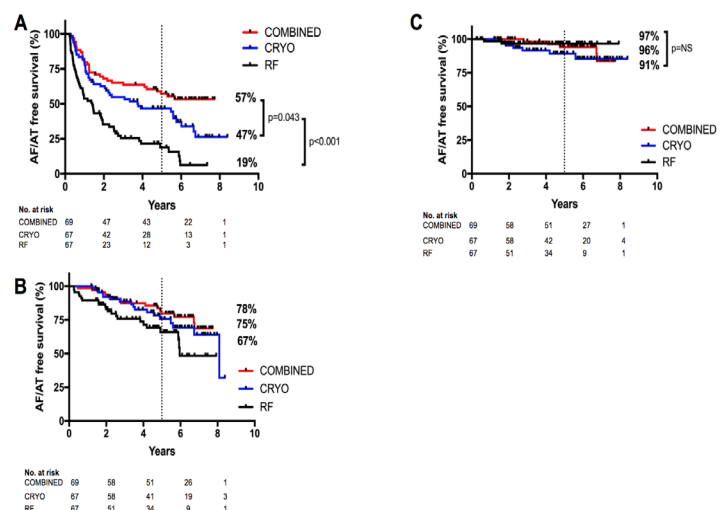 A
AF/AT free survival (%)
100
75
50
25
0
0 2 4 6 8 10
Years
COMBINED
CRYO
RF
57%
47%
19%
p=0.043
p<0.001
No. at risk
COMBINED 69 47 43 22 1
CRYO 67 42 28 13 1
RF 67 23 12 3 1
B
AF/AT free survival (%)
100
75
50
25
0
0 2 4 6 8 10
Years
78%
75%
67%
COMBINED
CRYO
RF
No. at risk
COMBINED 69 58 51 26 1
CRYO 67 58 41 19 3
RF 67 51 34 9 1
C
AF/AT free survival (%)
100
75
50
25
0
0 2 4 6 8 10
Years
97%
96%
91%
p=NS
COMBINED
CRYO
RF
No. at risk
COMBINED 69 58 51 27 1
CRYO 67 58 42 20 4
RF 67 51 34 9 1